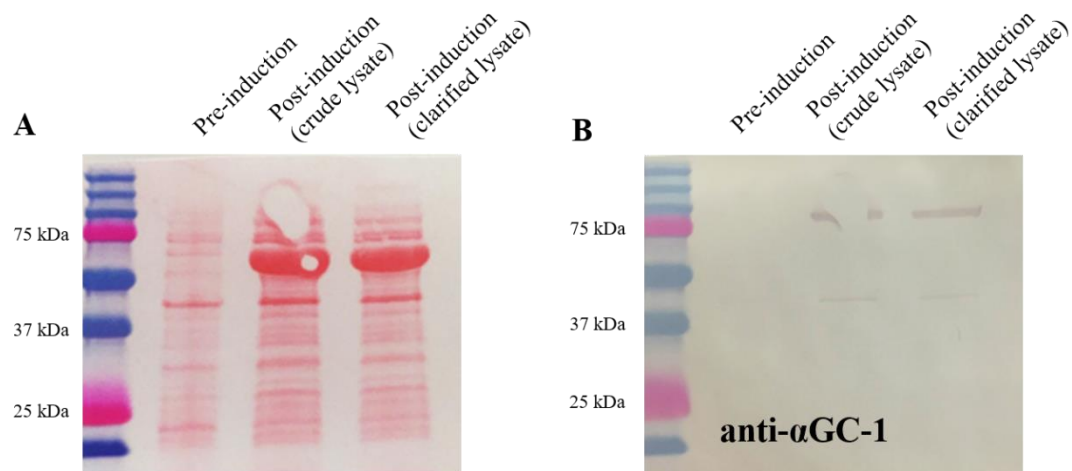 A
Pre-induction
Post-induction
(crude lysate)
Post-induction
(clarified lysate)
75 kDa
37 kDa
25 kDa
B
Pre-induction
Post-induction
(crude lysate)
Post-induction
(clarified lysate)
75 kDa
37 kDa
25 kDa
anti-αGC-1